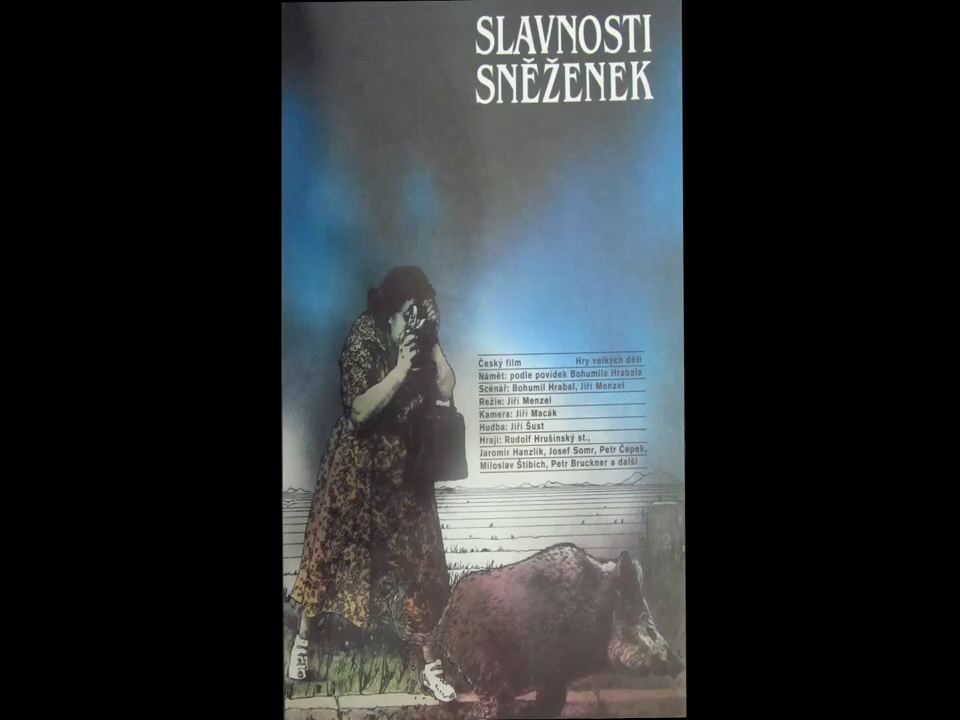 SLAVNOSTI
SNĚŽENEK
Český film Hry velkých dětí
Námět: podle povídek Bohumila Hrabala
Scénář: Bohumil Hrabal, Jiří Menzel
Režie: Jiří Menzel
Kamera: Jiří Macák
Hudba: Jiří Šust
Hrají: Rudolf Hrušínský st.,
Jaromír Hanzlík, Josef Somr, Petr Čepek,
Miloslav Štibich, Petr Bruckner a další